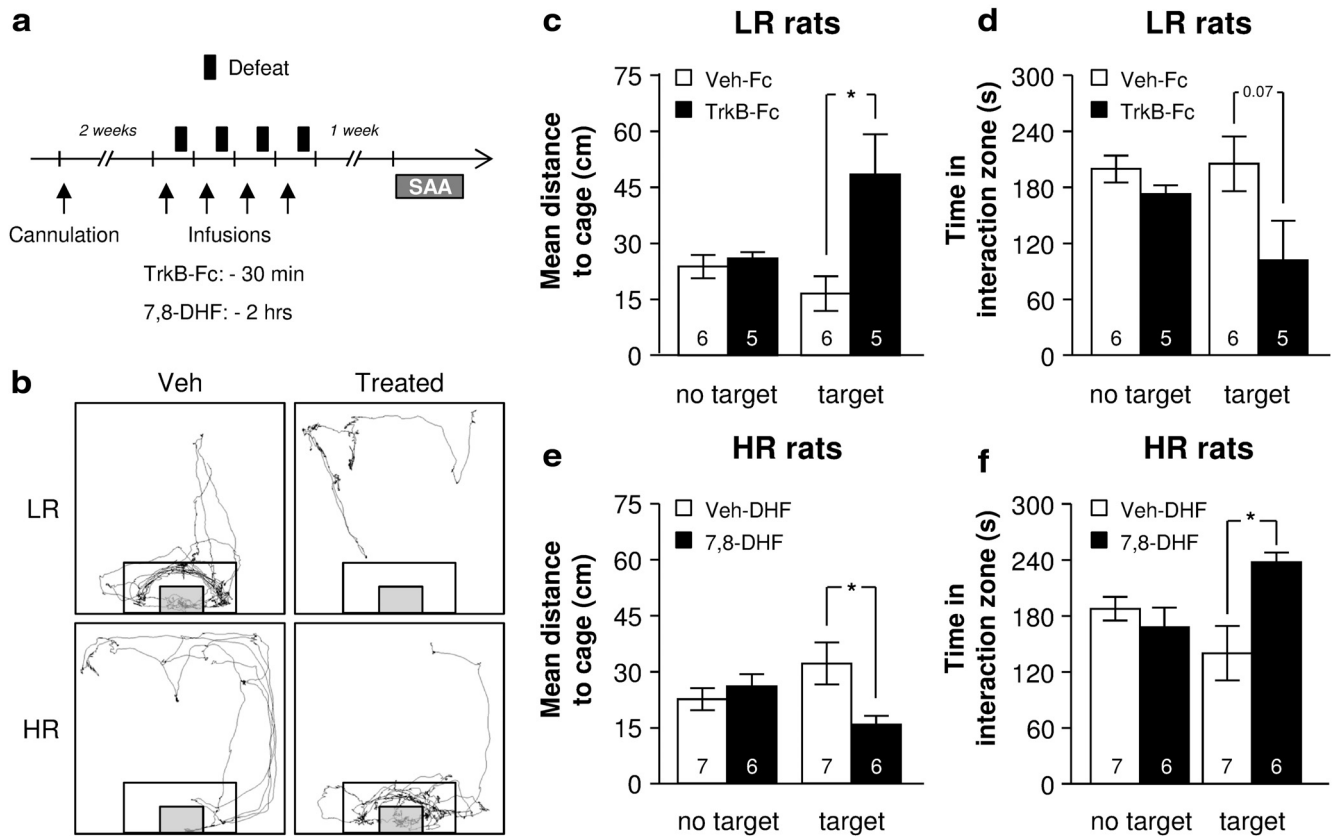 a
Defeat
2 weeks
1 week
SAA
Cannulation
Infusions
TrkB-Fc: - 30 min
7,8-DHF: - 2 hrs
b
Veh
Treated
LR
HR
c
LR rats
Mean distance
to cage (cm)
75
60
45
30
15
0
Veh-Fc
TrkB-Fc
*
6
5
6
5
no target
target
d
LR rats
Time in
interaction zone (s)
300
240
180
120
60
0
Veh-Fc
TrkB-Fc
0.07
6
5
6
5
no target
target
e
HR rats
Mean distance
to cage (cm)
75
60
45
30
15
0
Veh-DHF
7,8-DHF
*
7
6
7
6
no target
target
f
HR rats
Time in
interaction zone (s)
300
240
180
120
60
0
Veh-DHF
7,8-DHF
*
7
6
7
6
no target
target